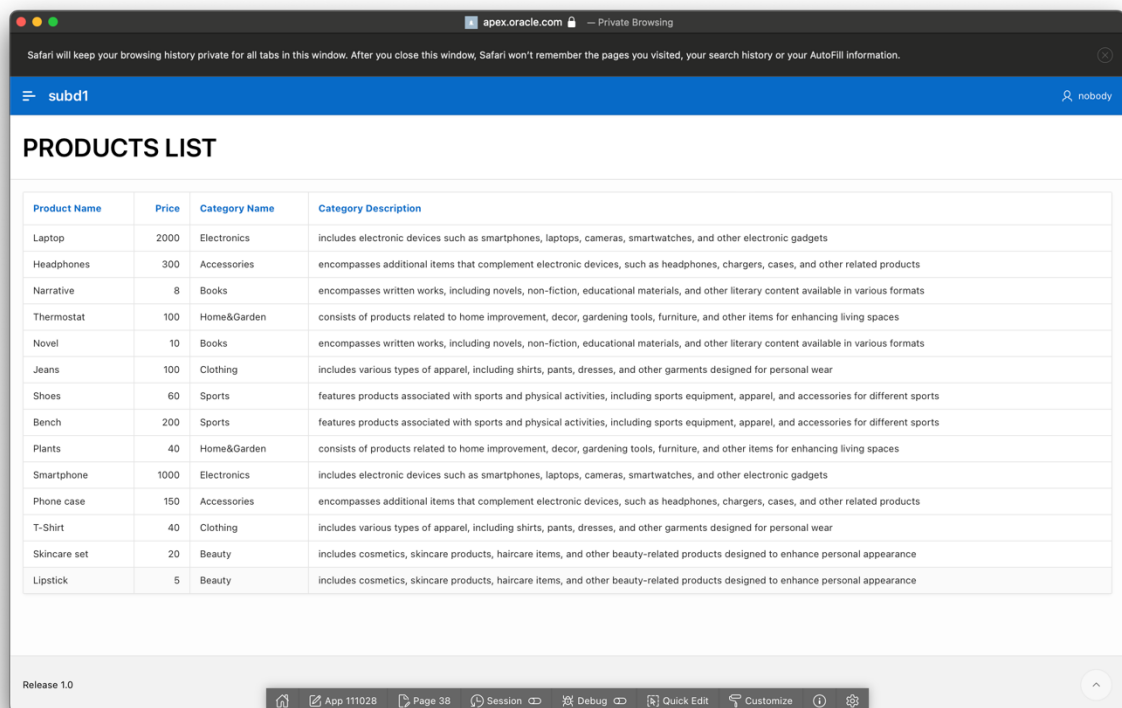 apex.oracle.com — Private Browsing
Safari will keep your browsing history private for all tabs in this window. After you close this window, Safari won't remember the pages you visited, your search history or your AutoFill information.
subd1 nobody
PRODUCTS LIST
Product Name Price Category Name Category Description
Laptop 2000 Electronics includes electronic devices such as smartphones, laptops, cameras, smartwatches, and other electronic gadgets
Headphones 300 Accessories encompasses additional items that complement electronic devices, such as headphones, chargers, cases, and other related products
Narrative 8 Books encompasses written works, including novels, non-fiction, educational materials, and other literary content available in various formats
Thermostat 100 Home&Garden consists of products related to home improvement, decor, gardening tools, furniture, and other items for enhancing living spaces
Novel 10 Books encompasses written works, including novels, non-fiction, educational materials, and other literary content available in various formats
Jeans 100 Clothing includes various types of apparel, including shirts, pants, dresses, and other garments designed for personal wear
Shoes 60 Sports features products associated with sports and physical activities, including sports equipment, apparel, and accessories for different sports
Bench 200 Sports features products associated with sports and physical activities, including sports equipment, apparel, and accessories for different sports
Plants 40 Home&Garden consists of products related to home improvement, decor, gardening tools, furniture, and other items for enhancing living spaces
Smartphone 1000 Electronics includes electronic devices such as smartphones, laptops, cameras, smartwatches, and other electronic gadgets
Phone case 150 Accessories encompasses additional items that complement electronic devices, such as headphones, chargers, cases, and other related products
T-Shirt 40 Clothing includes various types of apparel, including shirts, pants, dresses, and other garments designed for personal wear
Skincare set 20 Beauty includes cosmetics, skincare products, haircare items, and other beauty-related products designed to enhance personal appearance
Lipstick 5 Beauty includes cosmetics, skincare products, haircare items, and other beauty-related products designed to enhance personal appearance
Release 1.0
App 111028 Page 38 Session Debug Quick Edit Customize